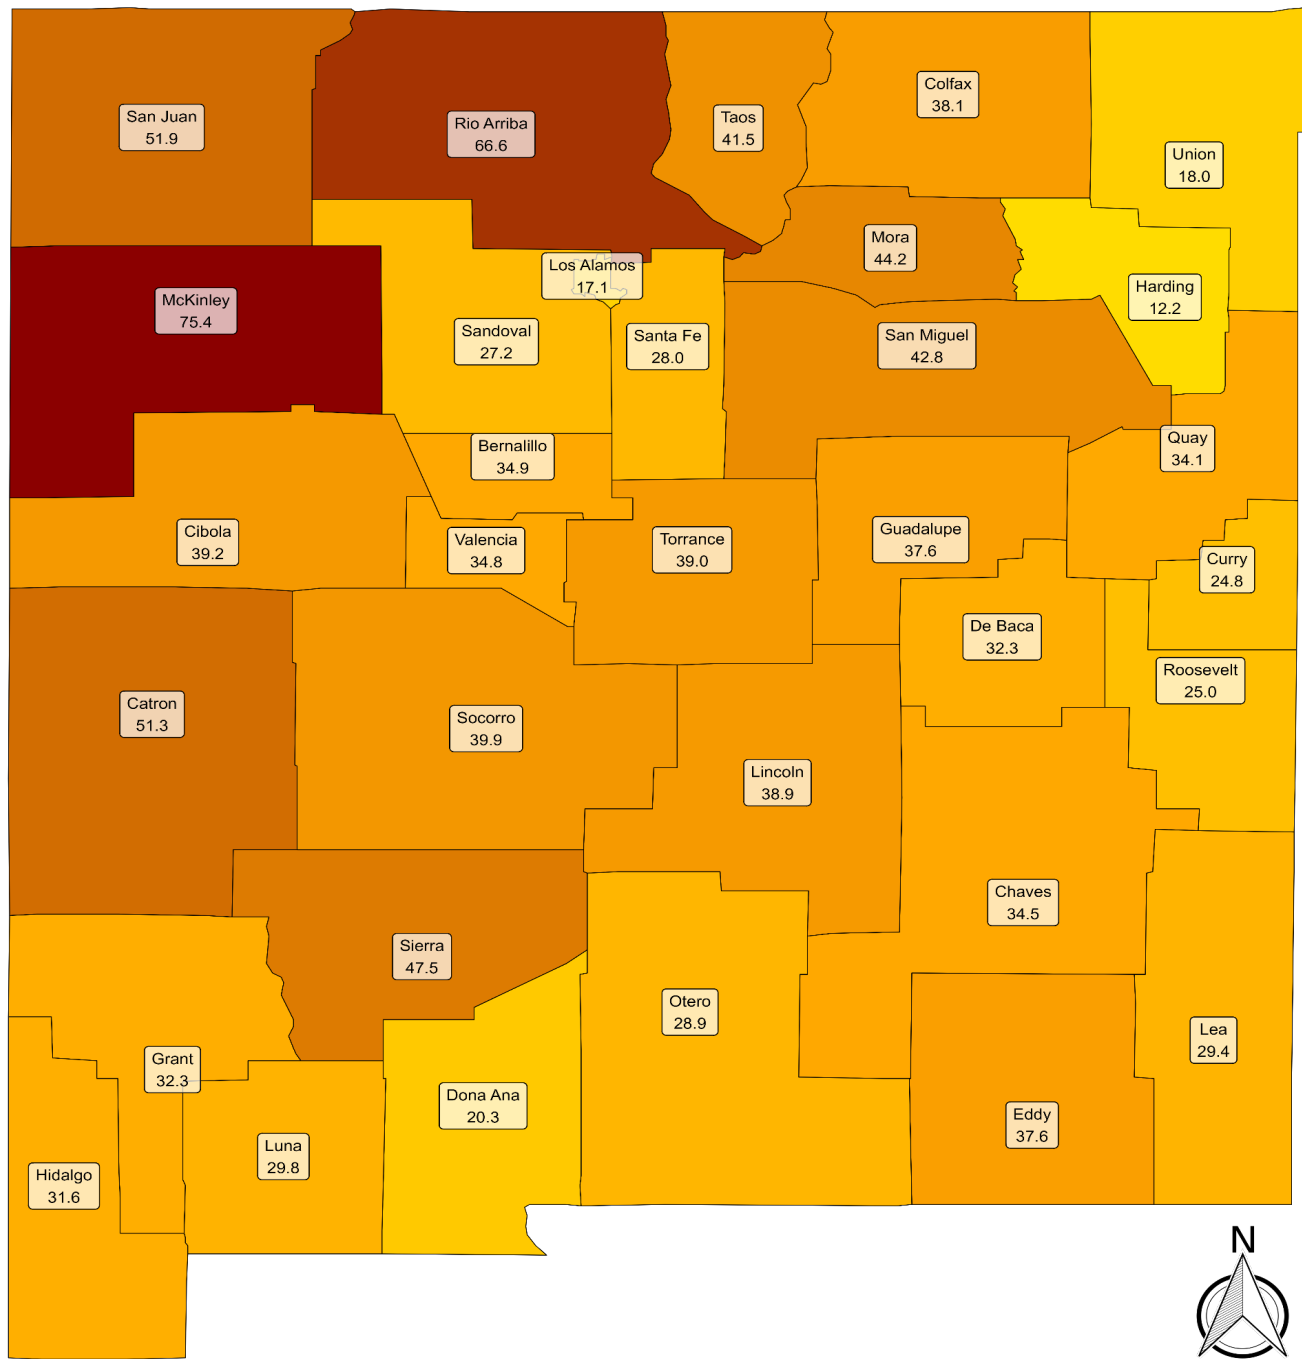 San Juan
51.9
Rio Arriba
66.6
Taos
41.5
Colfax
38.1
Union
18.0
Mora
44.2
Los Alamos
17.1
Harding
12.2
McKinley
75.4
Sandoval
27.2
Santa Fe
28.0
San Miguel
42.8
Bernalillo
34.9
Quay
34.1
Cibola
39.2
Valencia
34.8
Torrance
39.0
Guadalupe
37.6
Curry
24.8
De Baca
32.3
Roosevelt
25.0
Catron
51.3
Socorro
39.9
Lincoln
38.9
Chaves
34.5
Sierra
47.5
Otero
28.9
Lea
29.4
Grant
32.3
Dona Ana
20.3
Eddy
37.6
Luna
29.8
Hidalgo
31.6
N